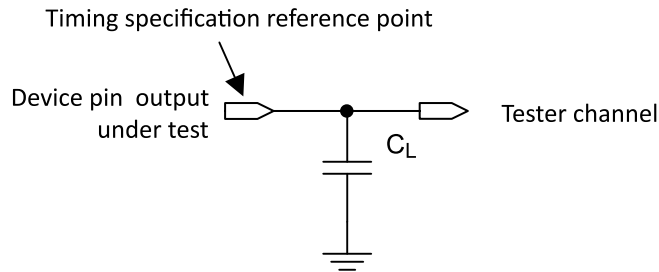 Timing specification reference point
Device pin output
under test
Tester channel
CL